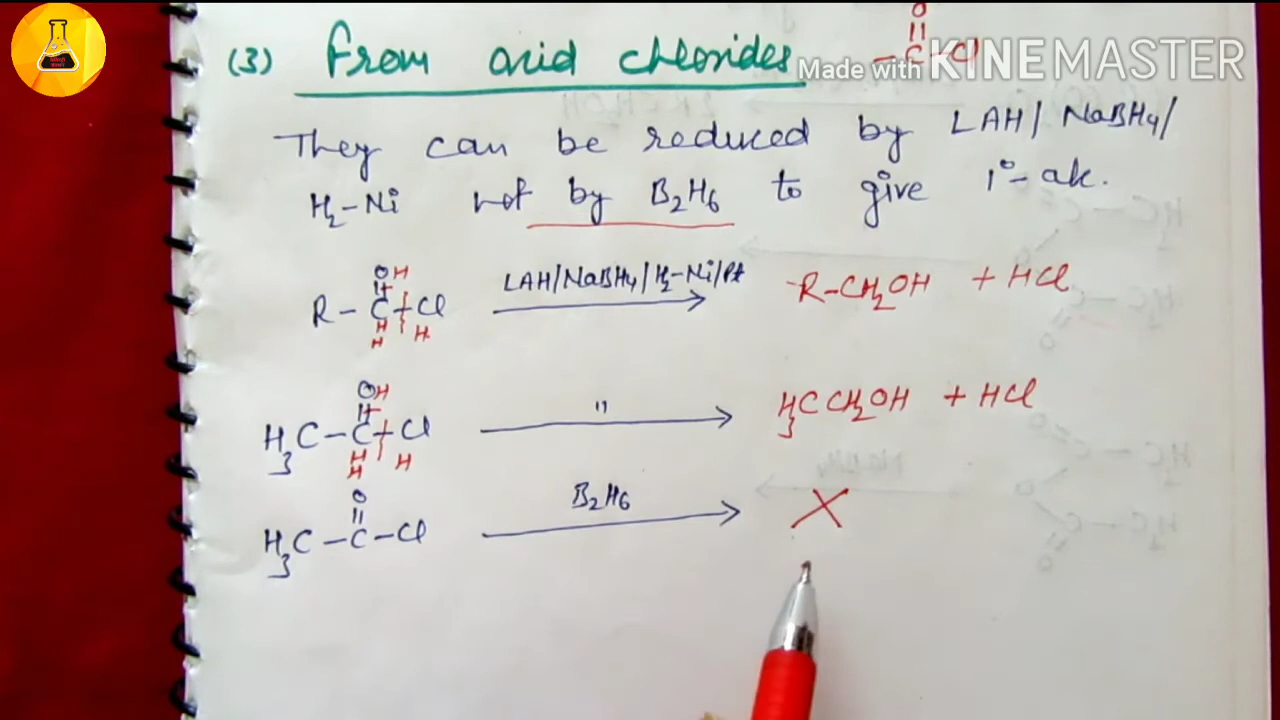 (3) From acid chlorides
O
||
-C-Cl
Made with KINEMASTER
They can be reduced by LAH/ NaBH4/
H2-Ni not by B2H6 to give 1°-alc.
OH
R-C-Cl LAH/NaBH4/H2-Ni/Pt R-CH2OH + HCl
H H
H
OH
H3C-C-Cl " H3CCH2OH + HCl
H H
H
O
||
H3C-C-Cl B2H6 X